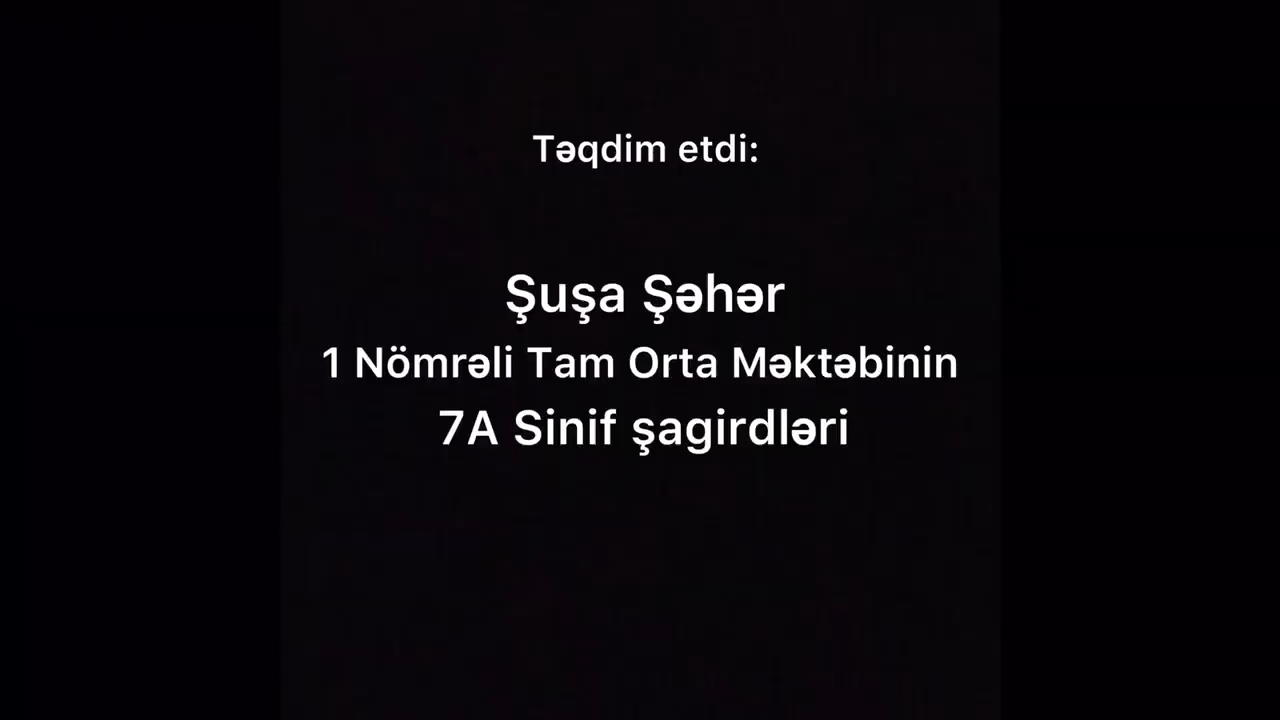 Təqdim etdi:
Şuşa Şəhər
1 Nömrəli Tam Orta Məktəbinin
7A Sinif şagirdləri